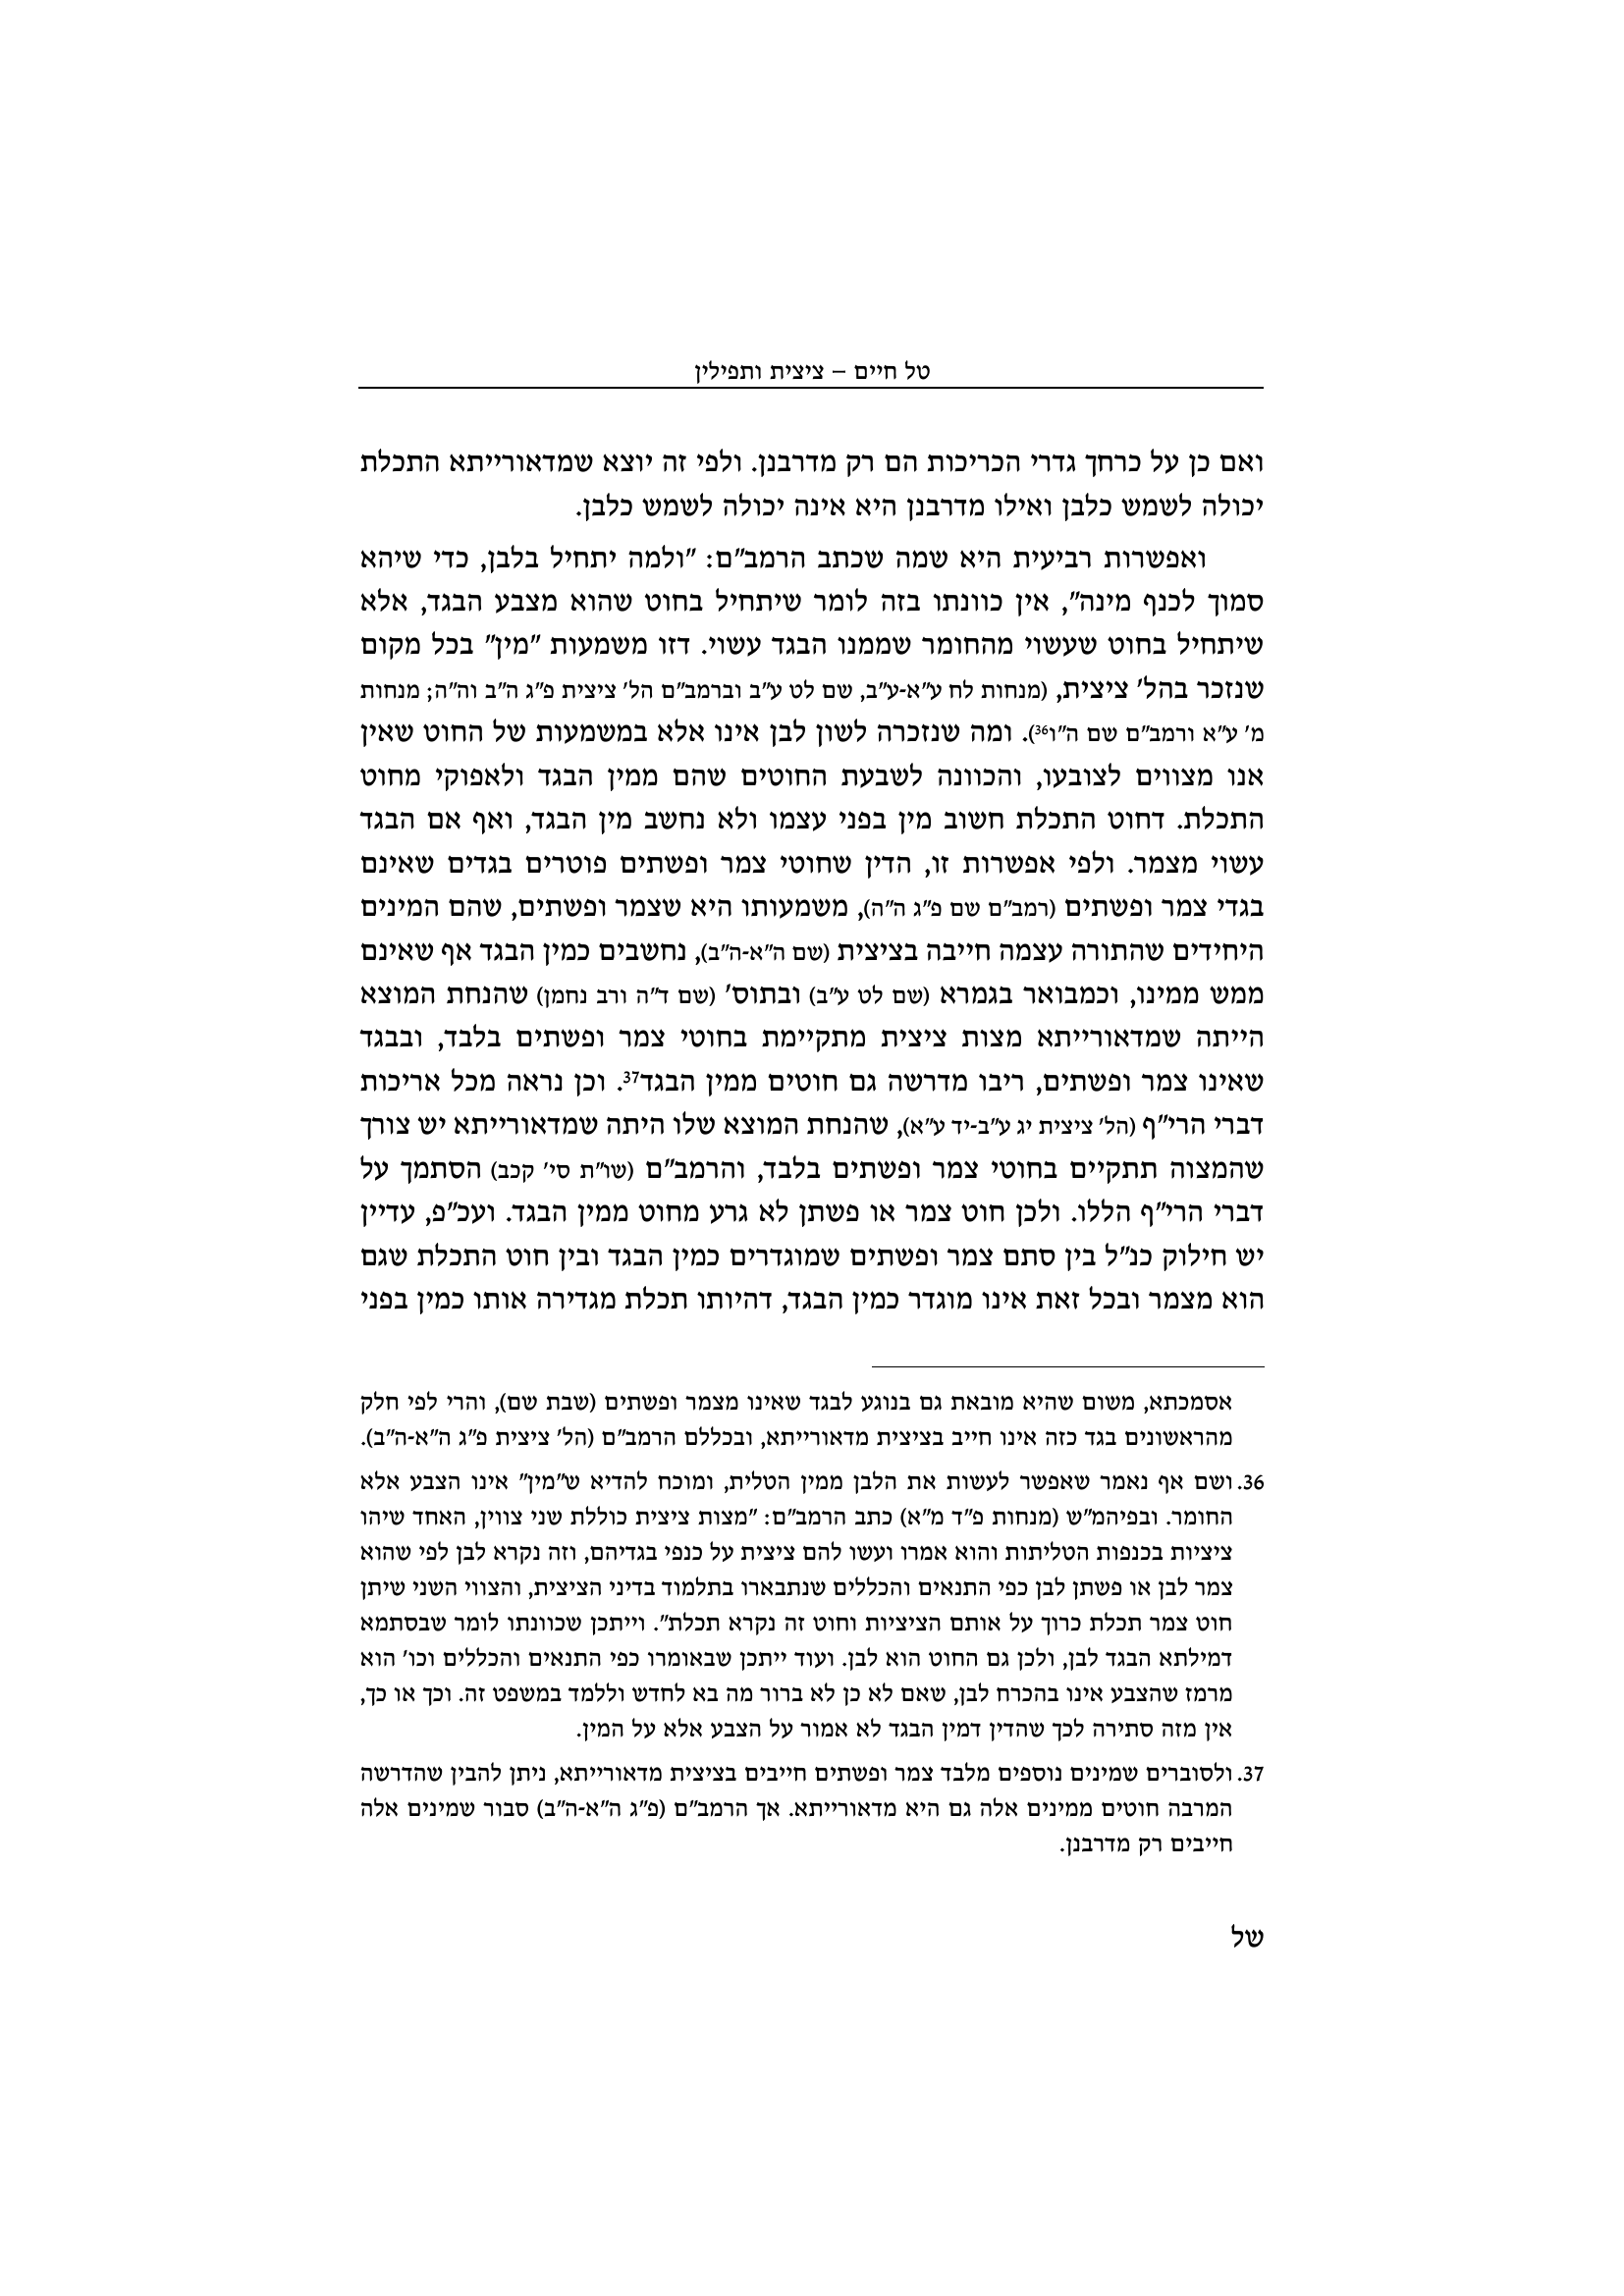 טל חיים – ציצית ותפילין
ואם כן על כרחך גדרי הכריכות הם רק מדרבנן. ולפי זה יוצא שמדאורייתא התכלת
יכולה לשמש כלבן ואילו מדרבנן היא אינה יכולה לשמש כלבן.
ואפשרות רביעית היא שמה שכתב הרמב"ם: "ולמה יתחיל בלבן, כדי שיהא
סמוך לכנף מינה", אין כוונתו בזה לומר שיתחיל בחוט שהוא מצבע הבגד, אלא
שיתחיל בחוט שעשוי מהחומר שממנו הבגד עשוי. דזו משמעות "מין" בכל מקום
שנזכר בהל' ציצית, (מנחות לח ע"א-ע"ב, שם לט ע"ב וברמב"ם הל' ציצית פ"ג ה"ב וה"ה; מנחות
מ' ע"א ורמב"ם שם ה"ו36). ומה שנזכרה לשון לבן אינו אלא במשמעות של החוט שאין
אנו מצווים לצובעו, והכוונה לשבעת החוטים שהם ממין הבגד ולאפוקי מחוט
התכלת. דחוט התכלת חשוב מין בפני עצמו ולא נחשב מין הבגד, ואף אם הבגד
עשוי מצמר. ולפי אפשרות זו, הדין שחוטי צמר ופשתים פוטרים בגדים שאינם
בגדי צמר ופשתים (רמב"ם שם פ"ג ה"ה), משמעותו היא שצמר ופשתים, שהם המינים
היחידים שהתורה עצמה חייבה בציצית (שם ה"א-ה"ב), נחשבים כמין הבגד אף שאינם
ממש ממינו, וכמבואר בגמרא (שם לט ע"ב) ובתוס' (שם ד"ה ורב נחמן) שהנחת המוצא
הייתה שמדאורייתא מצות ציצית מתקיימת בחוטי צמר ופשתים בלבד, ובבגד
שאינו צמר ופשתים, ריבו מדרשה גם חוטים ממין הבגד37. וכן נראה מכל אריכות
דברי הרי"ף (הל' ציצית יג ע"ב-יד ע"א), שהנחת המוצא שלו היתה שמדאורייתא יש צורך
שהמצוה תתקיים בחוטי צמר ופשתים בלבד, והרמב"ם (שו"ת סי' קכב) הסתמך על
דברי הרי"ף הללו. ולכן חוט צמר או פשתן לא גרע מחוט ממין הבגד. ועכ"פ, עדיין
יש חילוק כנ"ל בין סתם צמר ופשתים שמוגדרים כמין הבגד ובין חוט התכלת שגם
הוא מצמר ובכל זאת אינו מוגדר כמין הבגד, דהיותו תכלת מגדירה אותו כמין בפני
אסמכתא, משום שהיא מובאת גם בנוגע לבגד שאינו מצמר ופשתים (שבת שם), והרי לפי חלק
מהראשונים בגד כזה אינו חייב בציצית מדאורייתא, ובכללם הרמב"ם (הל' ציצית פ"ג ה"א-ה"ב).
36. ושם אף נאמר שאפשר לעשות את הלבן ממין הטלית, ומוכח להדיא ש"מין" אינו הצבע אלא
החומר. ובפיהמ"ש (מנחות פ"ד מ"א) כתב הרמב"ם: "מצות ציצית כוללת שני צווין, האחד שיהו
ציציות בכנפות הטליתות והוא אמרו ועשו להם ציצית על כנפי בגדיהם, וזה נקרא לבן לפי שהוא
צמר לבן או פשתן לבן כפי התנאים והכללים שנתבארו בתלמוד בדיני הציצית, והצווי השני שיתן
חוט צמר תכלת כרוך על אותם הציציות וחוט זה נקרא תכלת". וייתכן שכוונתו לומר שבסתמא
דמילתא הבגד לבן, ולכן גם החוט הוא לבן. ועוד ייתכן שבאומרו כפי התנאים והכללים וכו' הוא
מרמז שהצבע אינו בהכרח לבן, שאם לא כן לא ברור מה בא לחדש וללמד במשפט זה. וכך או כך,
אין מזה סתירה לכך שהדין דמין הבגד לא אמור על הצבע אלא על המין.
37. ולסוברים שמינים נוספים מלבד צמר ופשתים חייבים בציצית מדאורייתא, ניתן להבין שהדרשה
המרבה חוטים ממינים אלה גם היא מדאורייתא. אך הרמב"ם (פ"ג ה"א-ה"ב) סבור שמינים אלה
חייבים רק מדרבנן.
של